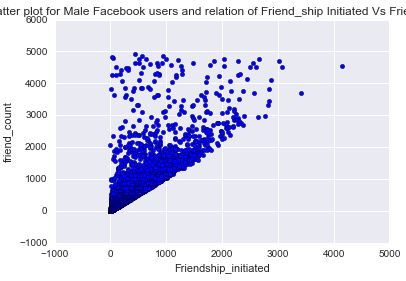 atter plot for Male Facebook users and relation of Friend_ship Initiated Vs Frie
6000
5000
4000
3000
2000
1000
0
−1000
friend_count
−1000 0 1000 2000 3000 4000 5000
Friendship_initiated